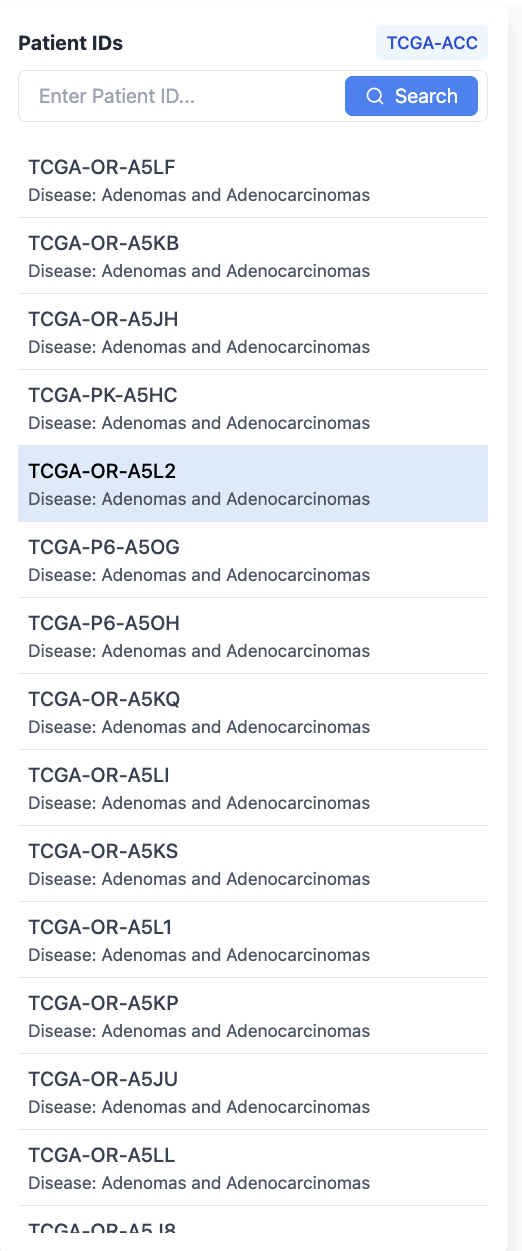 Patient IDs
TCGA-ACC
Enter Patient ID...
Search
TCGA-OR-A5LF
Disease: Adenomas and Adenocarcinomas
TCGA-OR-A5KB
Disease: Adenomas and Adenocarcinomas
TCGA-OR-A5JH
Disease: Adenomas and Adenocarcinomas
TCGA-PK-A5HC
Disease: Adenomas and Adenocarcinomas
TCGA-OR-A5L2
Disease: Adenomas and Adenocarcinomas
TCGA-P6-A5OG
Disease: Adenomas and Adenocarcinomas
TCGA-P6-A5OH
Disease: Adenomas and Adenocarcinomas
TCGA-OR-A5KQ
Disease: Adenomas and Adenocarcinomas
TCGA-OR-A5LI
Disease: Adenomas and Adenocarcinomas
TCGA-OR-A5KS
Disease: Adenomas and Adenocarcinomas
TCGA-OR-A5L1
Disease: Adenomas and Adenocarcinomas
TCGA-OR-A5KP
Disease: Adenomas and Adenocarcinomas
TCGA-OR-A5JU
Disease: Adenomas and Adenocarcinomas
TCGA-OR-A5LL
Disease: Adenomas and Adenocarcinomas
TCGA-OR-A5J8